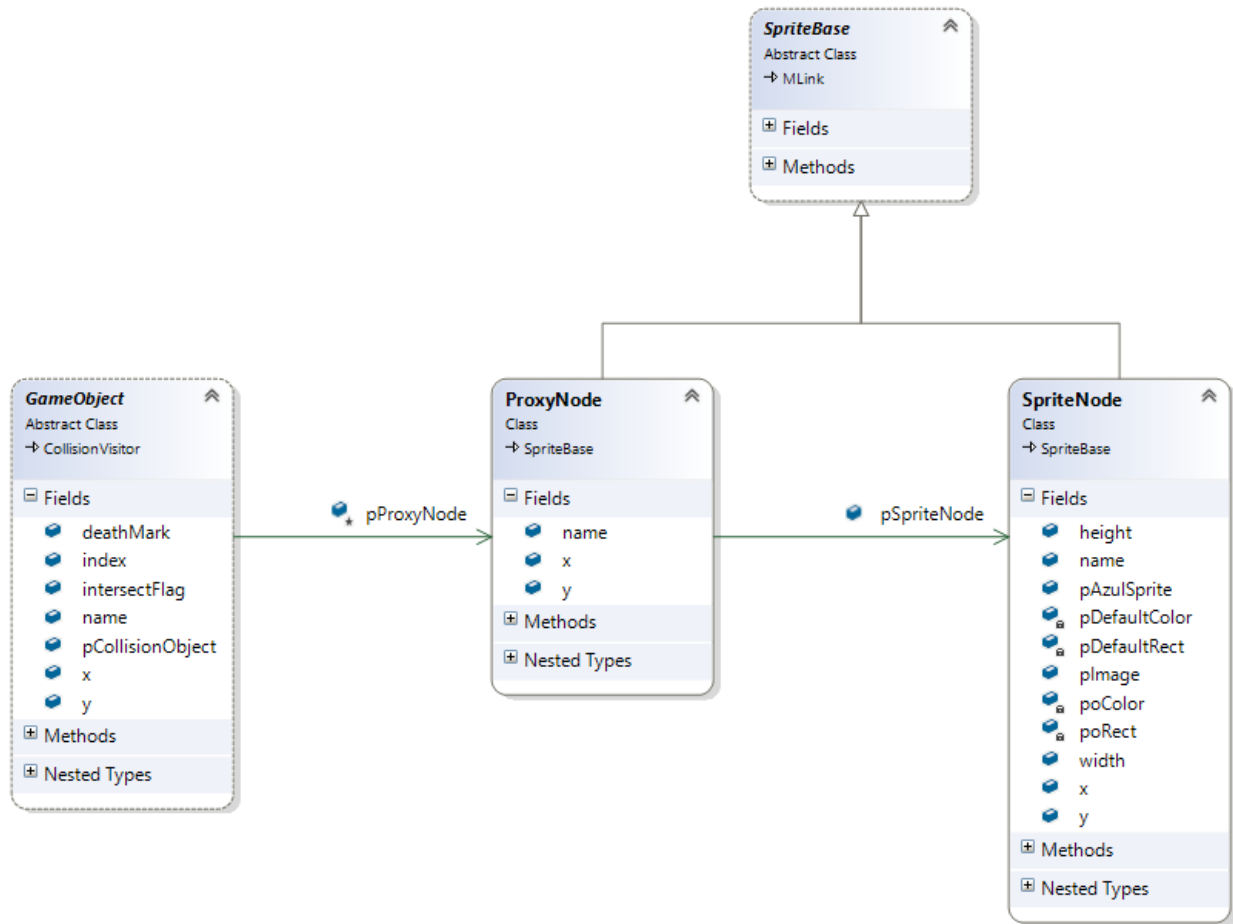 SpriteBase
Abstract Class
MLink
Fields
Methods
GameObject
Abstract Class
CollisionVisitor
Fields
deathMark
index
intersectFlag
name
pCollisionObject
x
y
Methods
Nested Types
pProxyNode
ProxyNode
Class
SpriteBase
Fields
name
x
y
Methods
Nested Types
pSpriteNode
SpriteNode
Class
SpriteBase
Fields
height
name
pAzulSprite
pDefaultColor
pDefaultRect
pImage
poColor
poRect
width
x
y
Methods
Nested Types